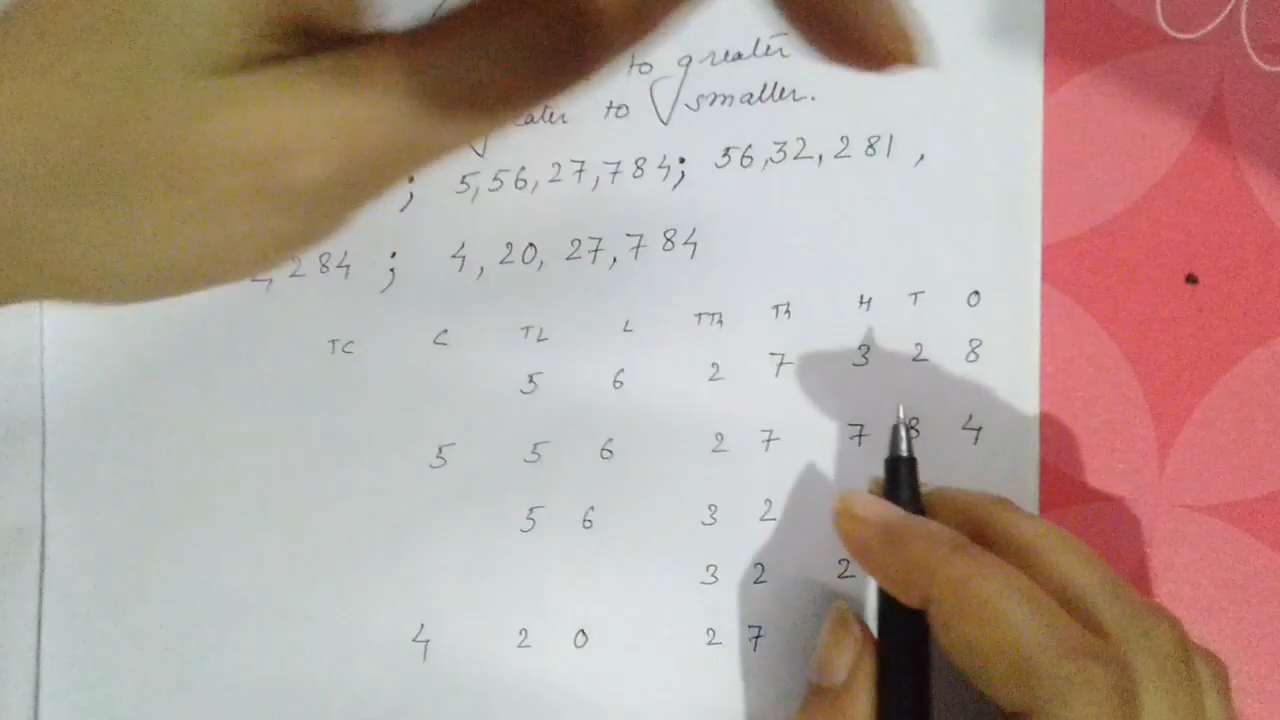 to greater
to smaller.
; 5,56,27,784; 56,32,281,
284 ; 4,20,27,784
TC C TL L TTh Th H T O
5 6 2 7 3 2 8
5 5 6 2 7 7 8 4
5 6 3 2
3 2 2
4 2 0 2 7